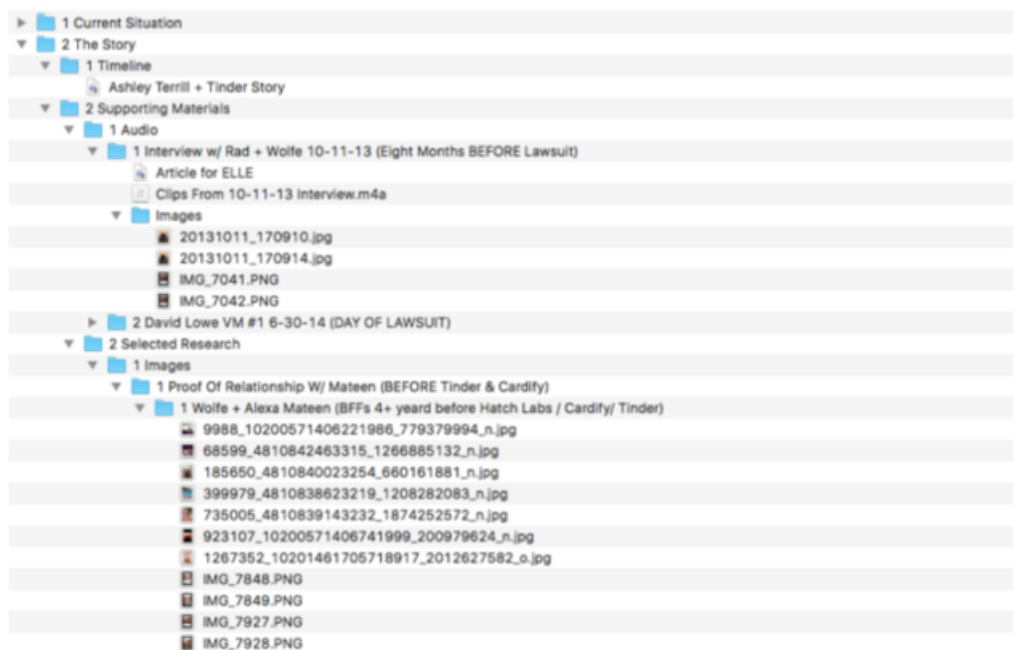 1 Current Situation
2 The Story
1 Timeline
Ashley Terrill + Tinder Story
2 Supporting Materials
1 Audio
1 Interview w/ Rad + Wolfe 10-11-13 (Eight Months BEFORE Lawsuit)
Article for ELLE
Clips From 10-11-13 Interview.m4a
Images
20131011_170910.jpg
20131011_170914.jpg
IMG_7041.PNG
IMG_7042.PNG
2 David Lowe VM #1 6-30-14 (DAY OF LAWSUIT)
2 Selected Research
1 Images
1 Proof Of Relationship W/ Mateen (BEFORE Tinder & Cardify)
1 Wolfe + Alexa Mateen (BFFs 4+ yeard before Hatch Labs / Cardify/ Tinder)
9988_10200571406221986_779379994_n.jpg
68599_4810842463315_1266885132_n.jpg
185650_4810840023254_660161881_n.jpg
399979_4810838623219_1208282083_n.jpg
735005_4810839143232_1874252572_n.jpg
923107_10200571406741999_200979624_n.jpg
1267352_10201461705718917_2012627582_o.jpg
IMG_7848.PNG
IMG_7849.PNG
IMG_7927.PNG
IMG_7928.PNG